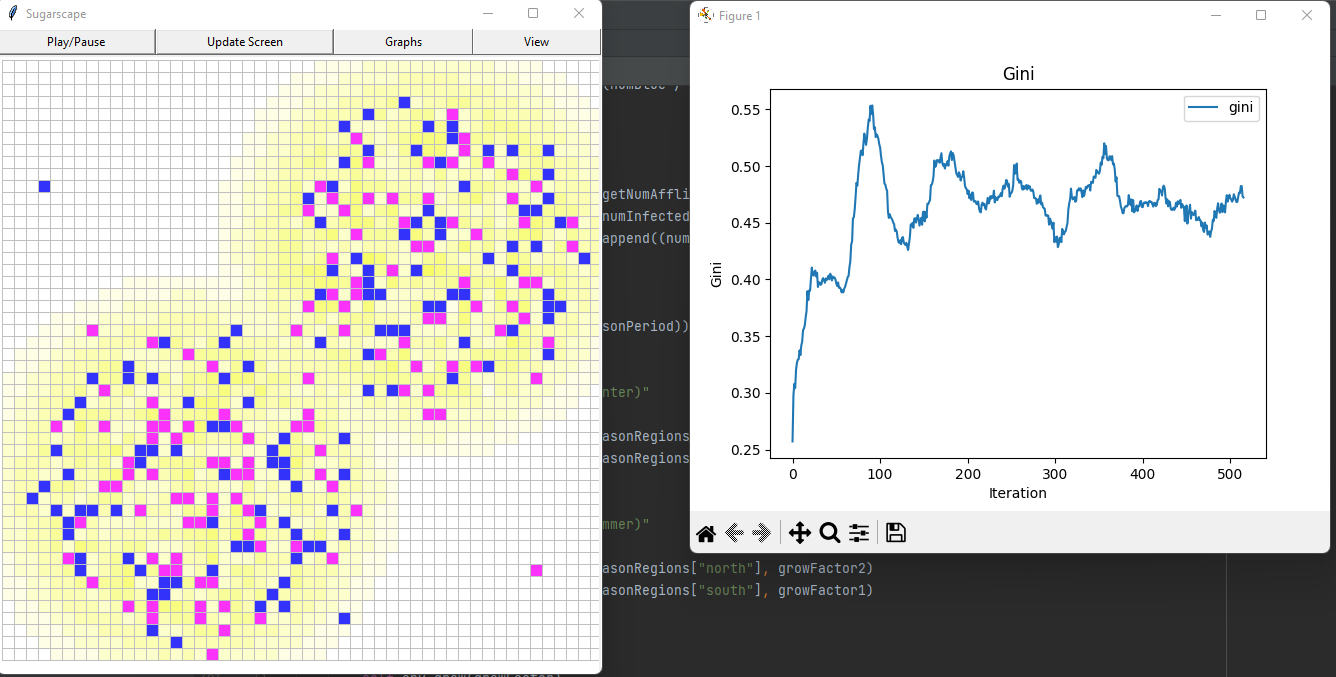 Sugarscape
Play/Pause Update Screen Graphs View
(numBlue")
getNumAffli
numInfected
append((num
sonPeriod))
nter)"
asonRegions
asonRegions
mmer)"
asonRegions["north"], growFactor2)
asonRegions["south"], growFactor1)
Figure 1
Gini
gini
Gini
0.55
0.50
0.45
0.40
0.35
0.30
0.25
0 100 200 300 400 500
Iteration